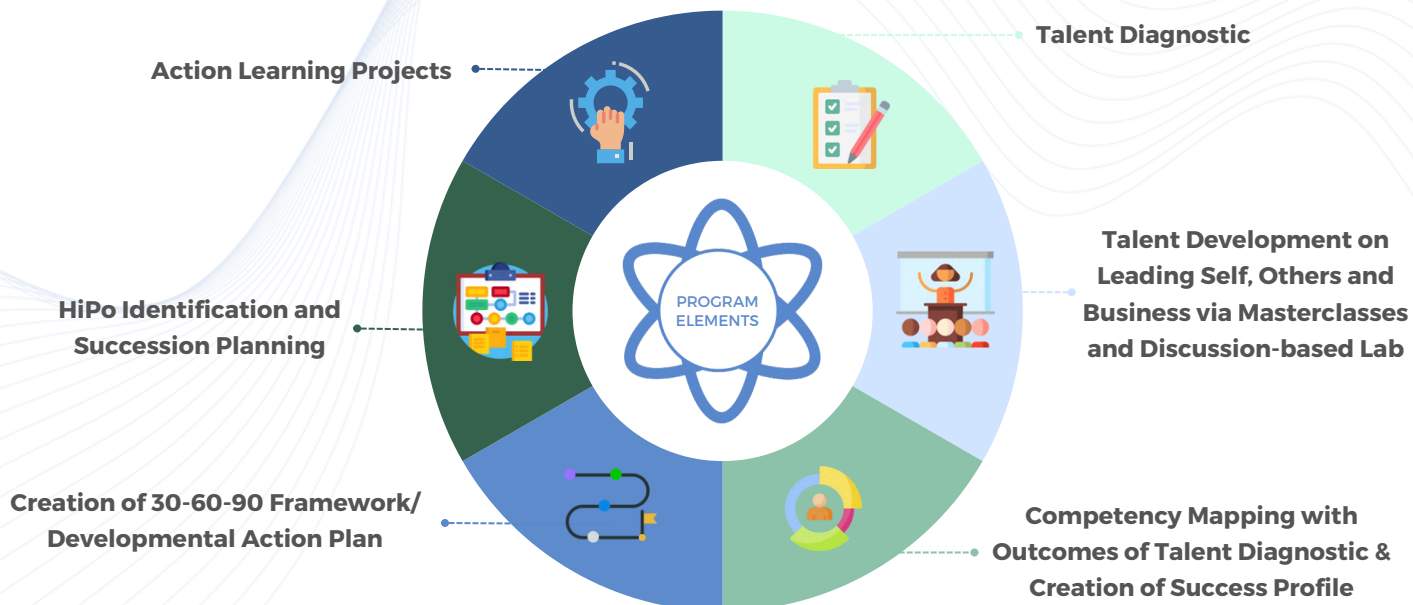 Talent Diagnostic
Talent Development on
Leading Self, Others and
Business via Masterclasses
and Discussion-based Lab
Competency Mapping with
Outcomes of Talent Diagnostic &
Creation of Success Profile
Creation of 30-60-90 Framework/
Developmental Action Plan
HiPo Identification and
Succession Planning
Action Learning Projects
PROGRAM
ELEMENTS